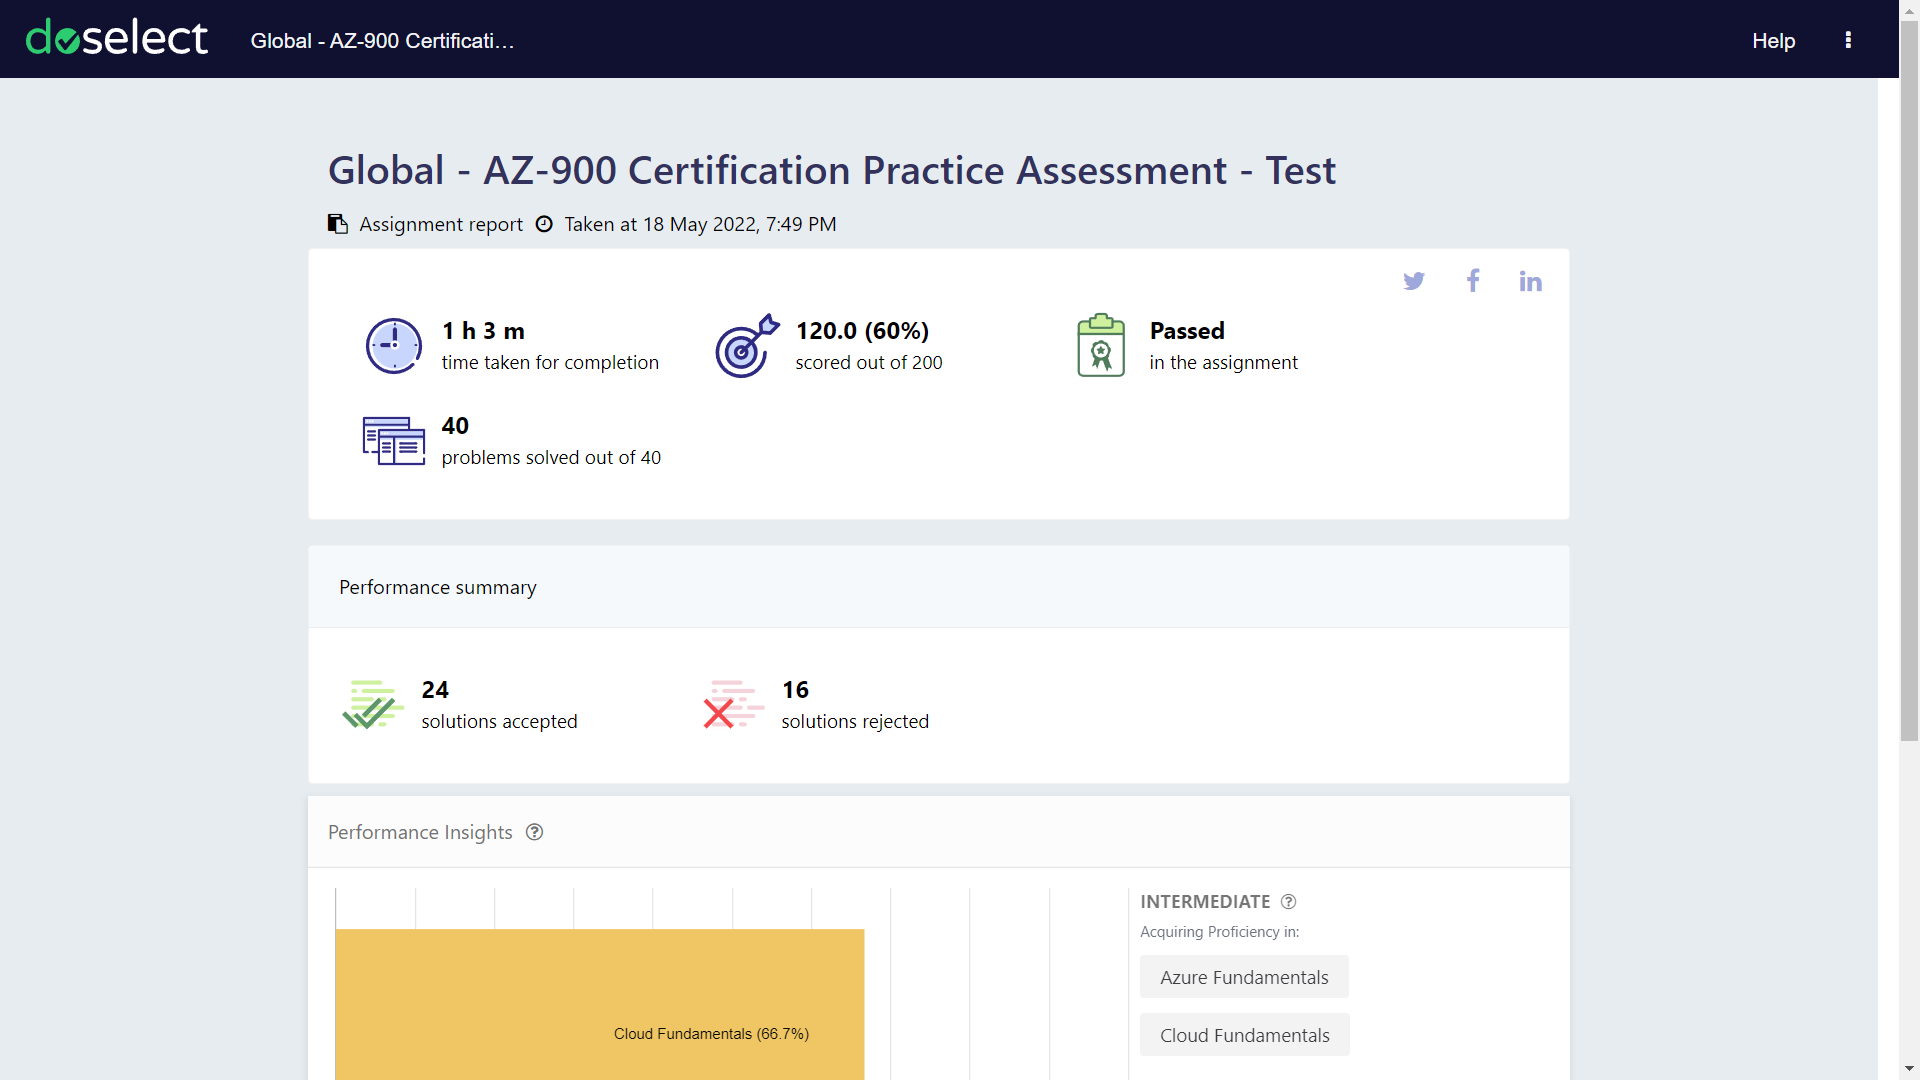 doselect
Global - AZ-900 Certificati...
Help
Global - AZ-900 Certification Practice Assessment - Test
Assignment report Taken at 18 May 2022, 7:49 PM
1 h 3 m
time taken for completion
120.0 (60%)
scored out of 200
Passed
in the assignment
40
problems solved out of 40
Performance summary
24
solutions accepted
16
solutions rejected
Performance Insights
Cloud Fundamentals (66.7%)
INTERMEDIATE
Acquiring Proficiency in:
Azure Fundamentals
Cloud Fundamentals